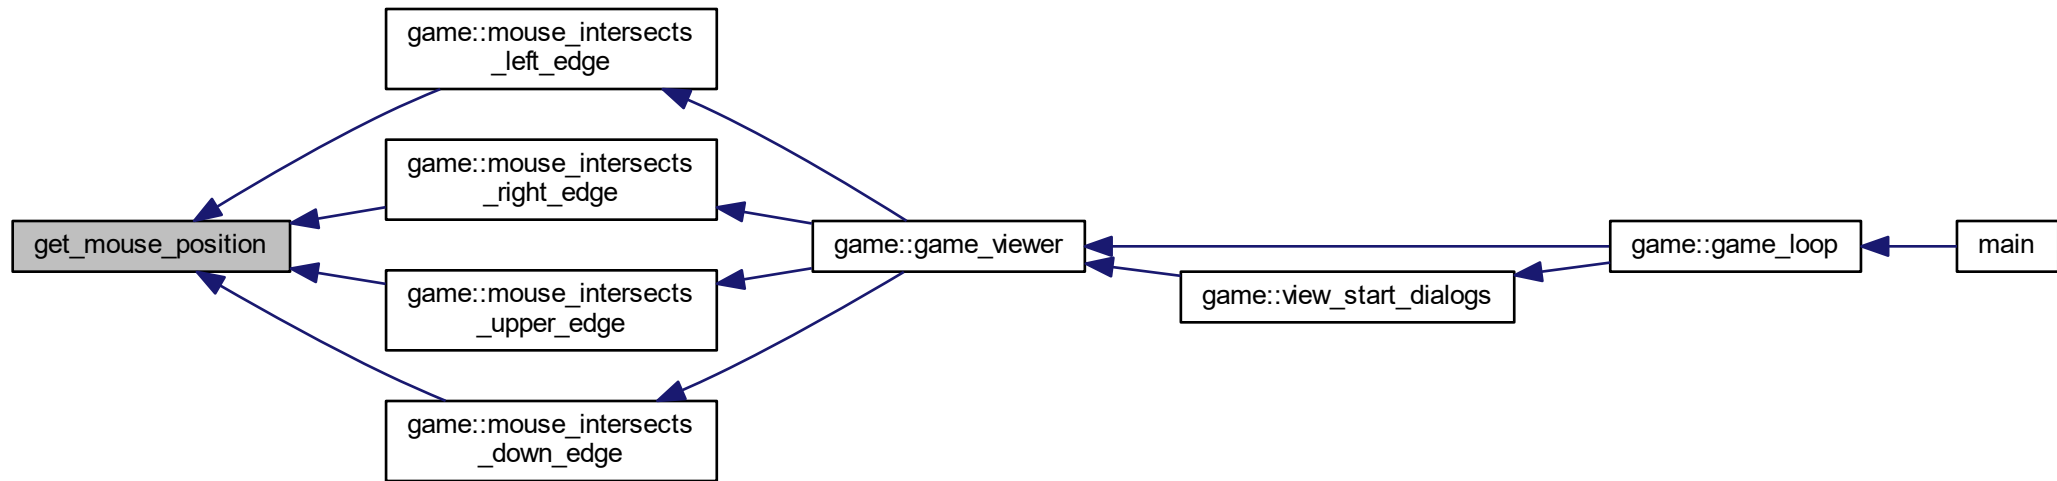 game::mouse_intersects
_left_edge
game::mouse_intersects
_right_edge
get_mouse_position
game::game_viewer
game::game_loop
main
game::mouse_intersects
_upper_edge
game::view_start_dialogs
game::mouse_intersects
_down_edge